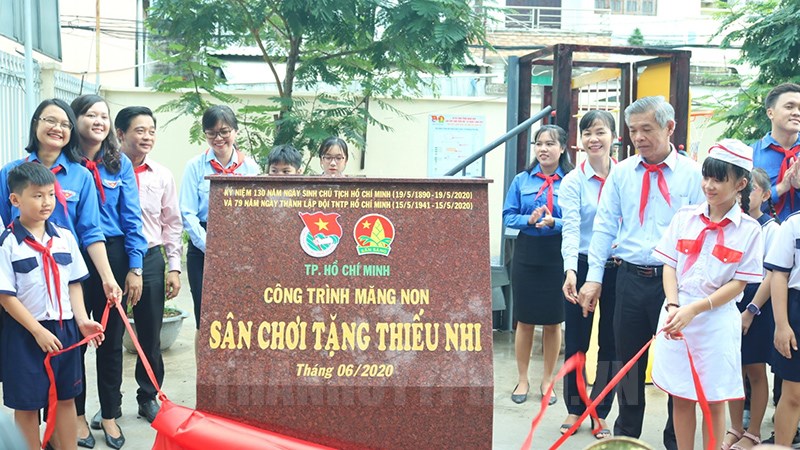 KỶ NIỆM 130 NĂM NGÀY SINH CHỦ TỊCH HỒ CHÍ MINH (19/5/1890-19/5/2020)
VÀ 79 NĂM NGÀY THÀNH LẬP ĐỘI TNTP HỒ CHÍ MINH (15/5/1941-15/5/2020)
SẴN SÀNG
TP. HỒ CHÍ MINH
CÔNG TRÌNH MĂNG NON
SÂN CHƠI TẶNG THIẾU NHI
Tháng 06/2020